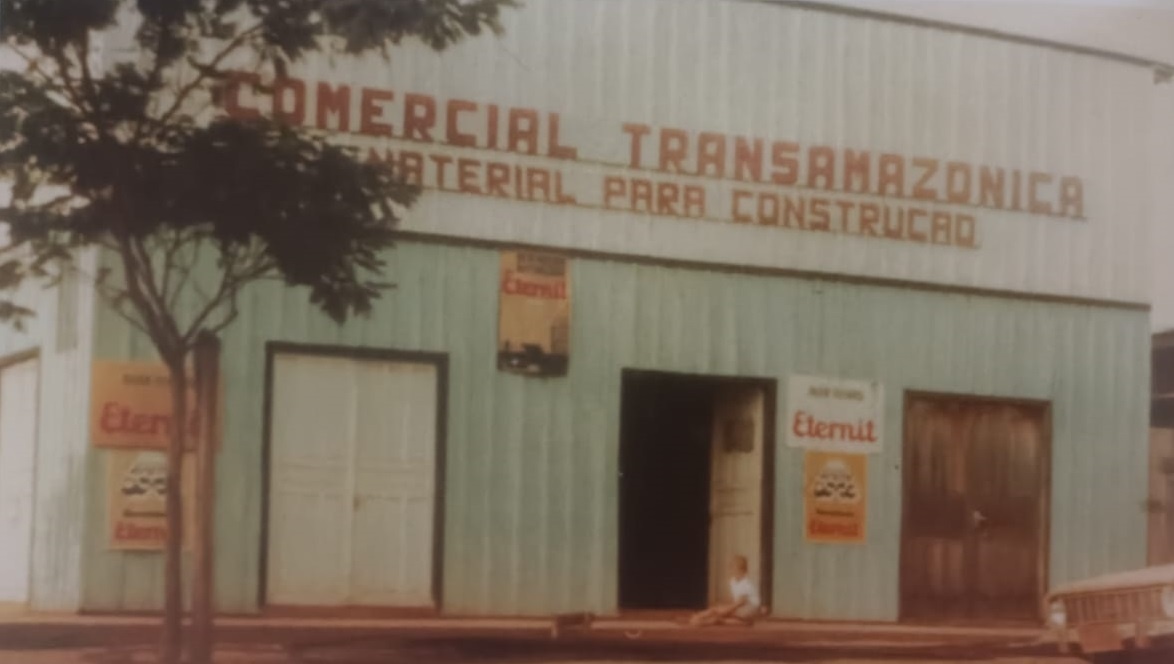 COMERCIAL TRANSAMAZONICA
MATERIAL PARA CONSTRUCAO
Eternit
Eternit
Eternit
Eternit
Eternit